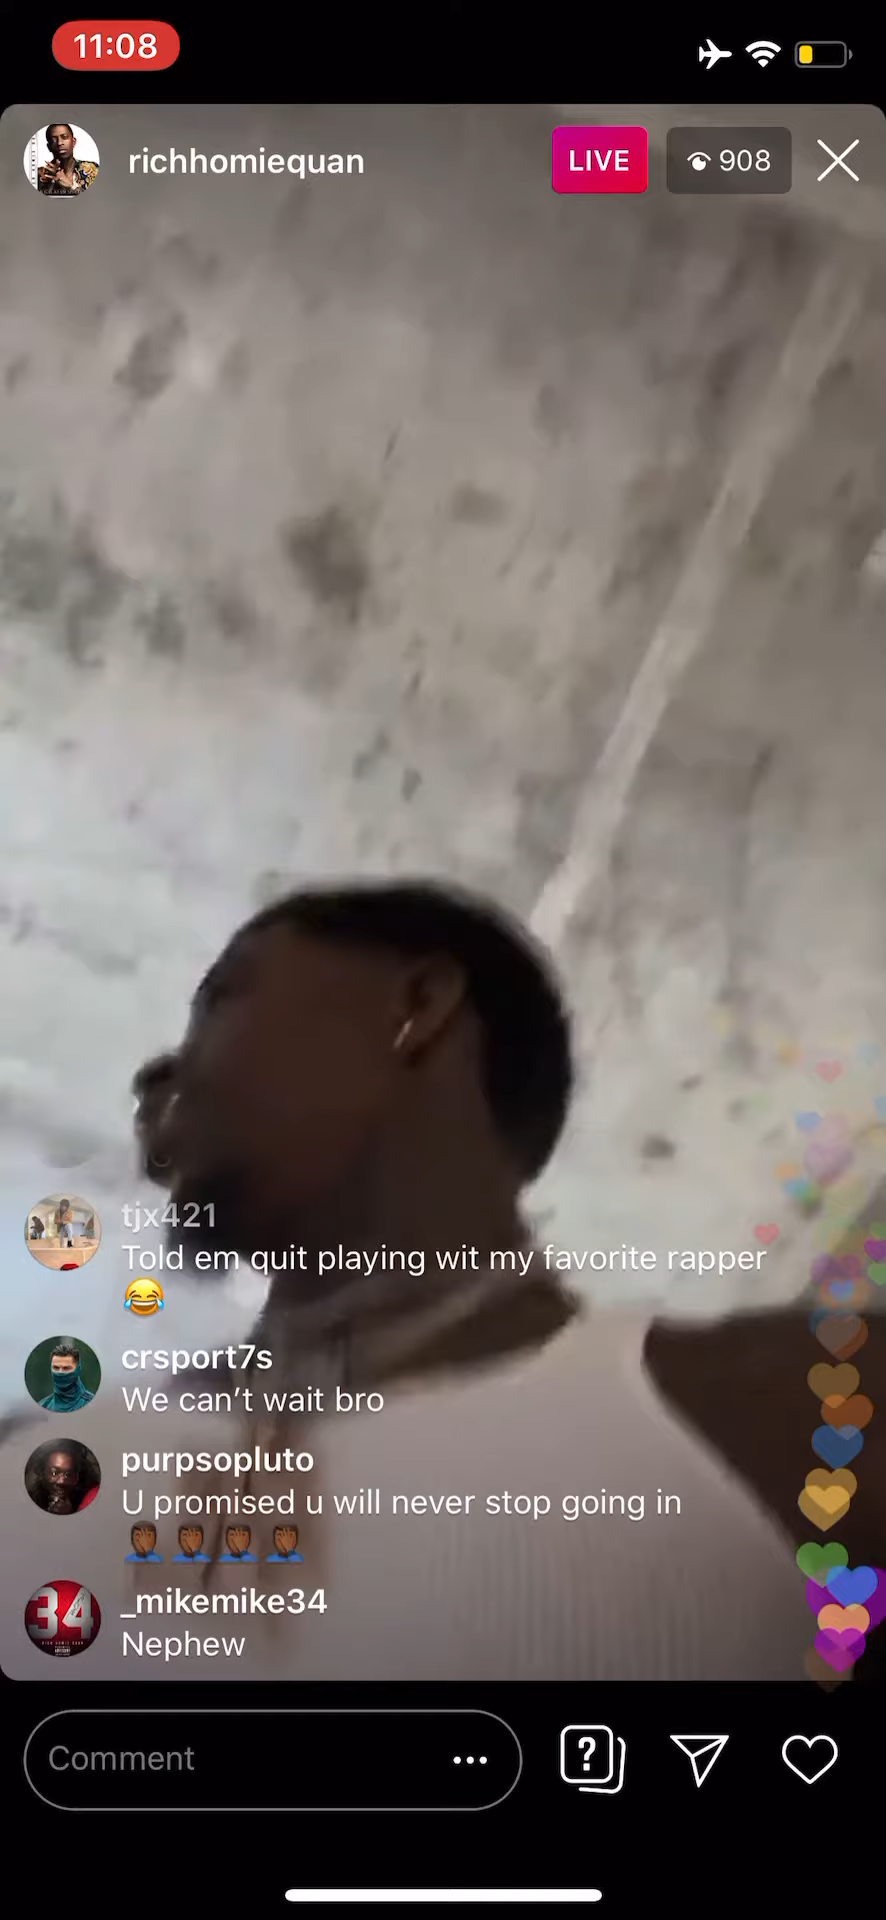 11:08
richhomiequan
LIVE
908
tjx421
Told em quit playing wit my favorite rapper
😂
crsport7s
We can’t wait bro
purpsopluto
U promised u will never stop going in
🤦🏾‍♂️🤦🏾‍♂️🤦🏾‍♂️🤦🏾‍♂️
34
_mikemike34
Nephew
Comment